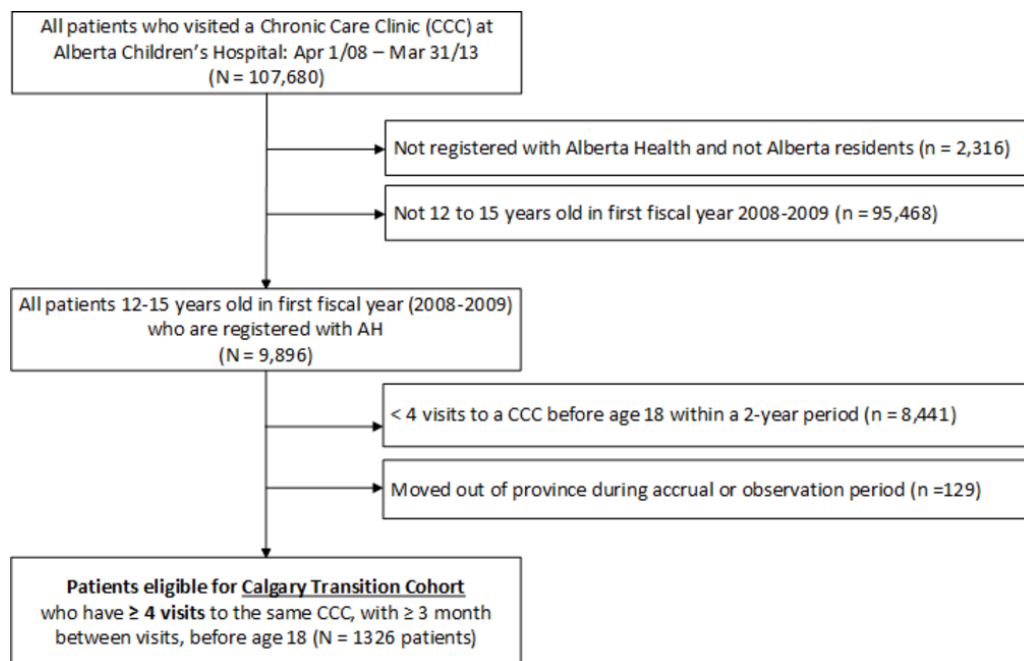 All patients who visited a Chronic Care Clinic (CCC) at
Alberta Children's Hospital: Apr 1/08 – Mar 31/13
(N = 107,680)
Not registered with Alberta Health and not Alberta residents (n = 2,316)
Not 12 to 15 years old in first fiscal year 2008-2009 (n = 95,468)
All patients 12-15 years old in first fiscal year (2008-2009)
who are registered with AH
(N = 9,896)
< 4 visits to a CCC before age 18 within a 2-year period (n = 8,441)
Moved out of province during accrual or observation period (n =129)
Patients eligible for Calgary Transition Cohort
who have ≥ 4 visits to the same CCC, with ≥ 3 month
between visits, before age 18 (N = 1326 patients)